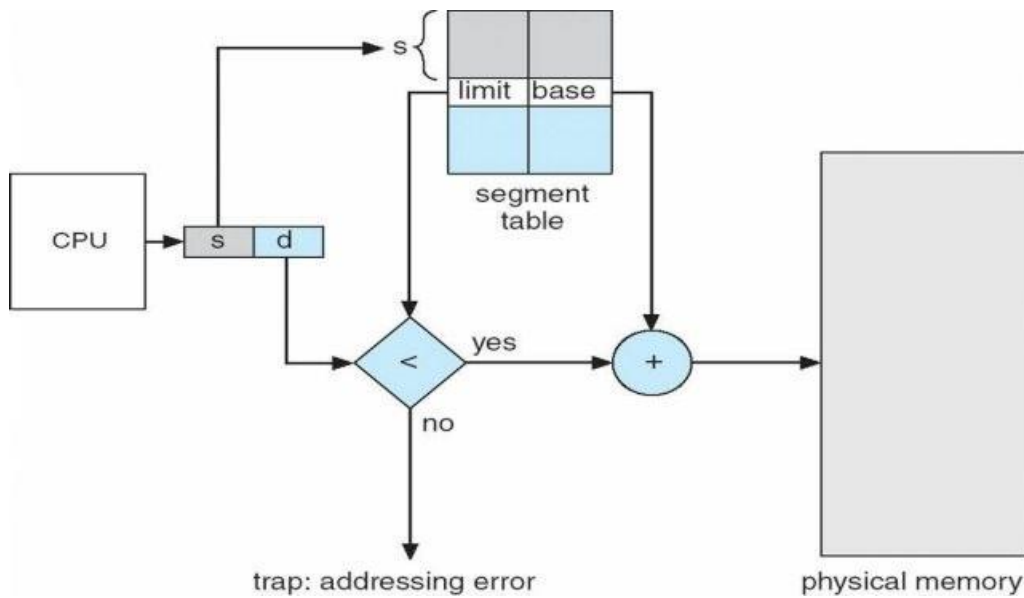 s
limit base
segment
table
CPU
s d
<
yes
+
no
trap: addressing error
physical memory